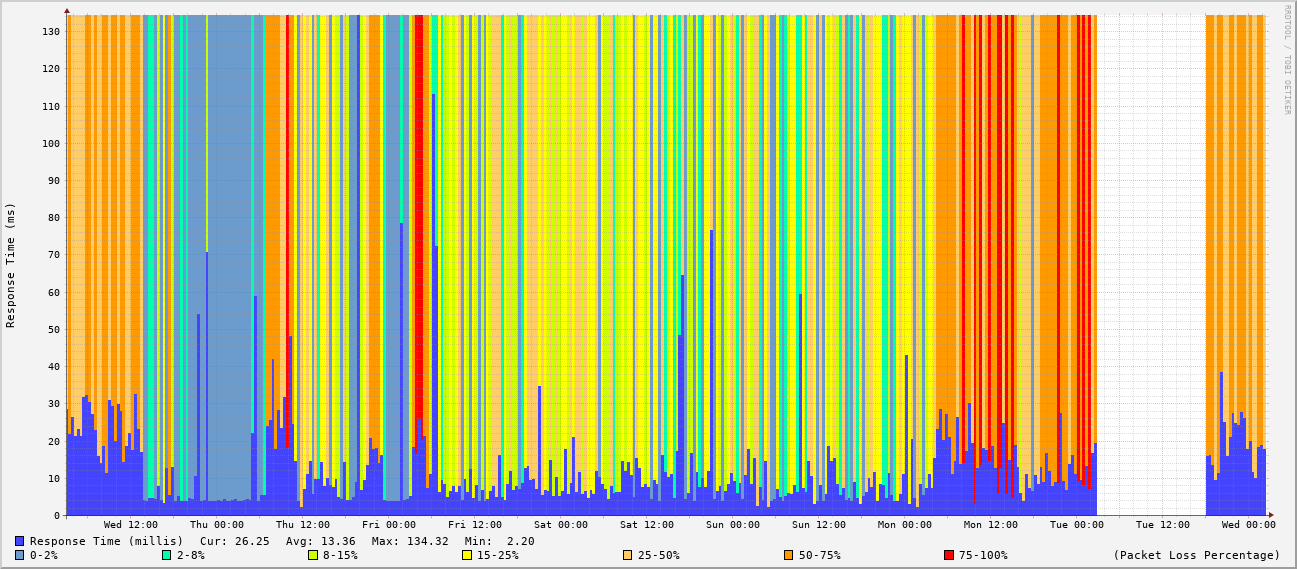 RRDTOOL / TOBI OETIKER
Response Time (ms)
130
120
110
100
90
80
70
60
50
40
30
20
10
0
Wed 12:00 Thu 00:00 Thu 12:00 Fri 00:00 Fri 12:00 Sat 00:00 Sat 12:00 Sun 00:00 Sun 12:00 Mon 00:00 Mon 12:00 Tue 00:00 Tue 12:00 Wed 00:00
Response Time (millis) Cur: 26.25 Avg: 13.36 Max: 134.32 Min: 2.20
0-2% 2-8% 8-15% 15-25% 25-50% 50-75% 75-100% (Packet Loss Percentage)